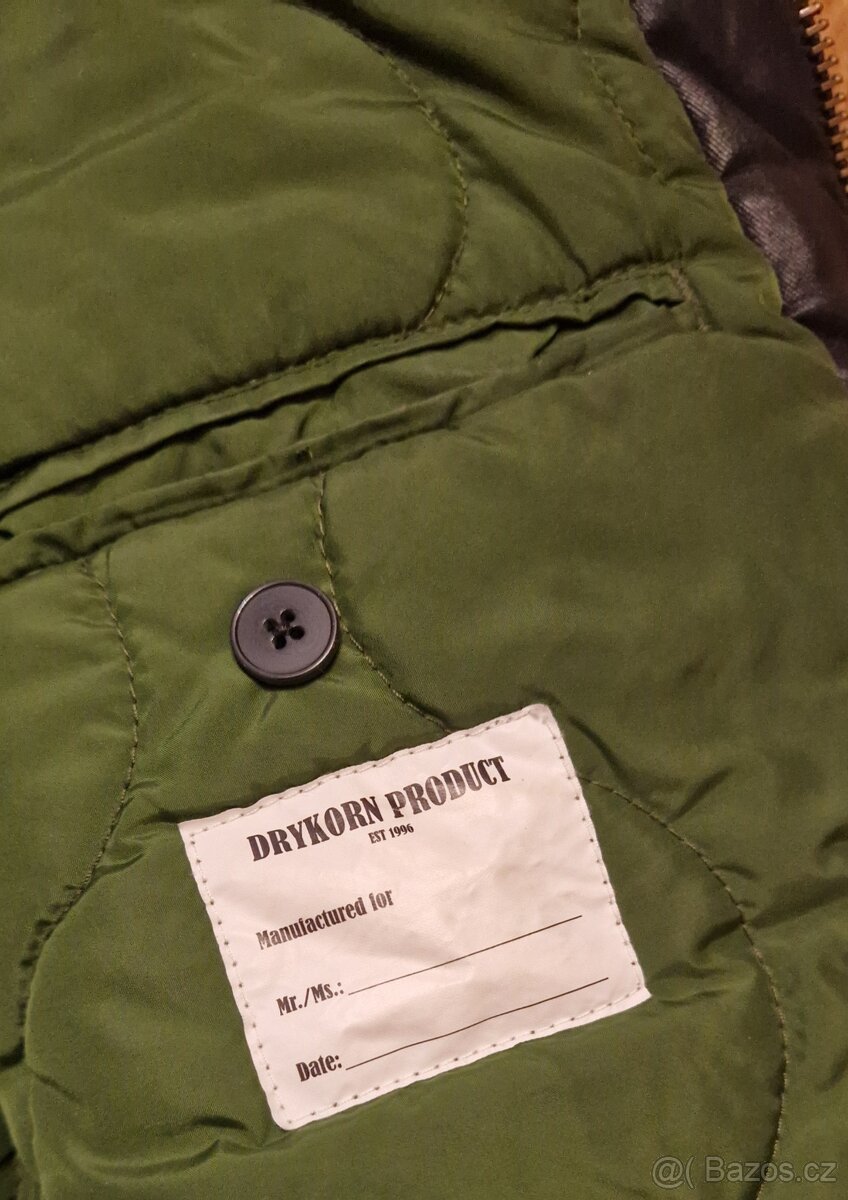 DRYKORN PRODUCT
EST 1996
Manufactured for
Mr./Ms.:
Date:
@( Bazos.cz